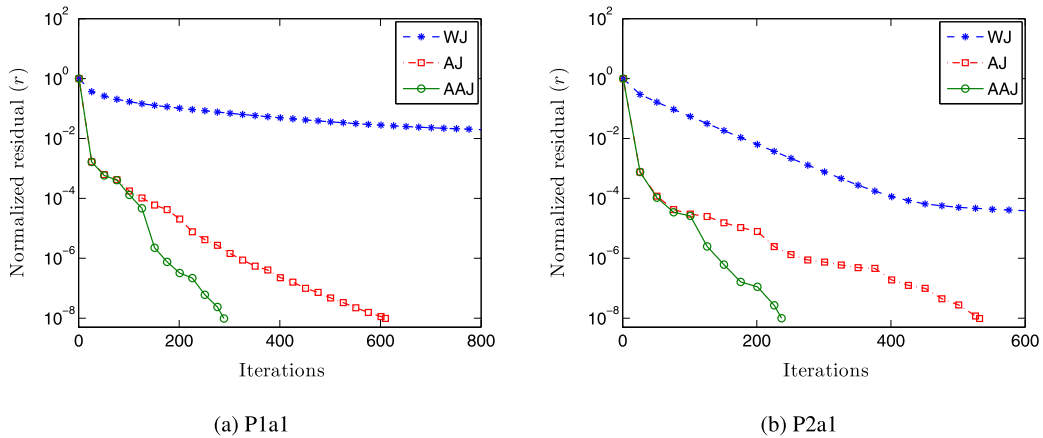 10^2
10^0
10^-2
10^-4
10^-6
10^-8
Normalized residual (r)
0
200
400
600
800
Iterations
WJ
AJ
AAJ
(a) P1a1
10^2
10^0
10^-2
10^-4
10^-6
10^-8
Normalized residual (r)
0
200
400
600
Iterations
WJ
AJ
AAJ
(b) P2a1